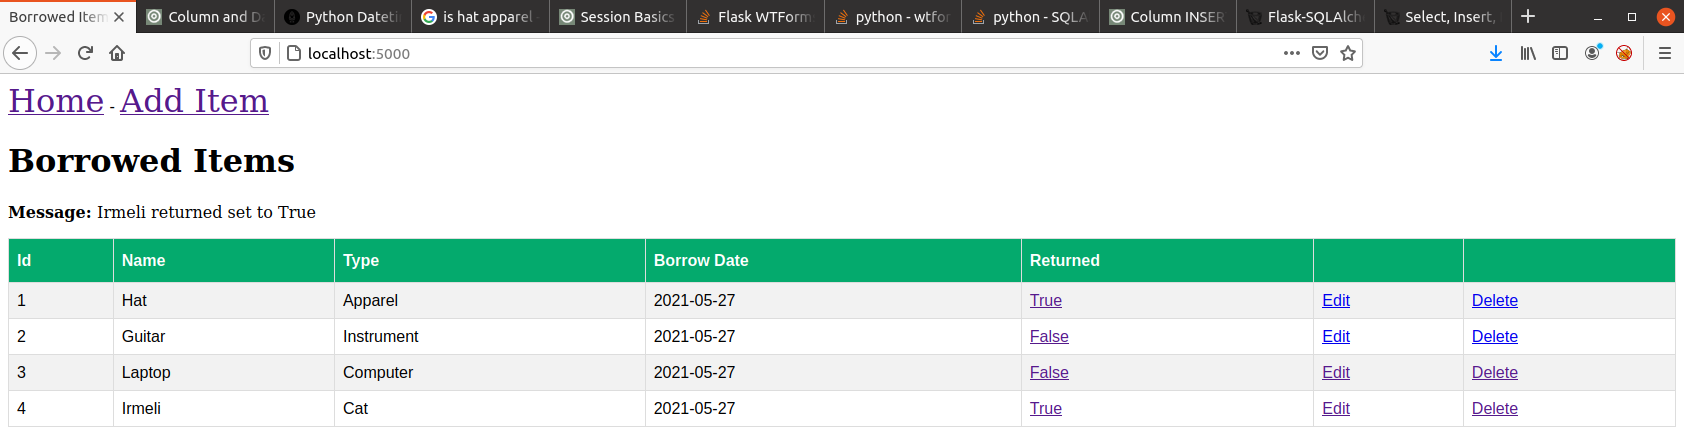 Borrowed Item Column and D Python Dateti is hat apparel Session Basics Flask WTForm python - wtfor python - SQLA Column INSER Flask-SQLAlch Select, Insert,
localhost:5000
Home - Add Item
Borrowed Items
Message: Irmeli returned set to True
Id Name Type Borrow Date Returned
1 Hat Apparel 2021-05-27 True Edit Delete
2 Guitar Instrument 2021-05-27 False Edit Delete
3 Laptop Computer 2021-05-27 False Edit Delete
4 Irmeli Cat 2021-05-27 True Edit Delete